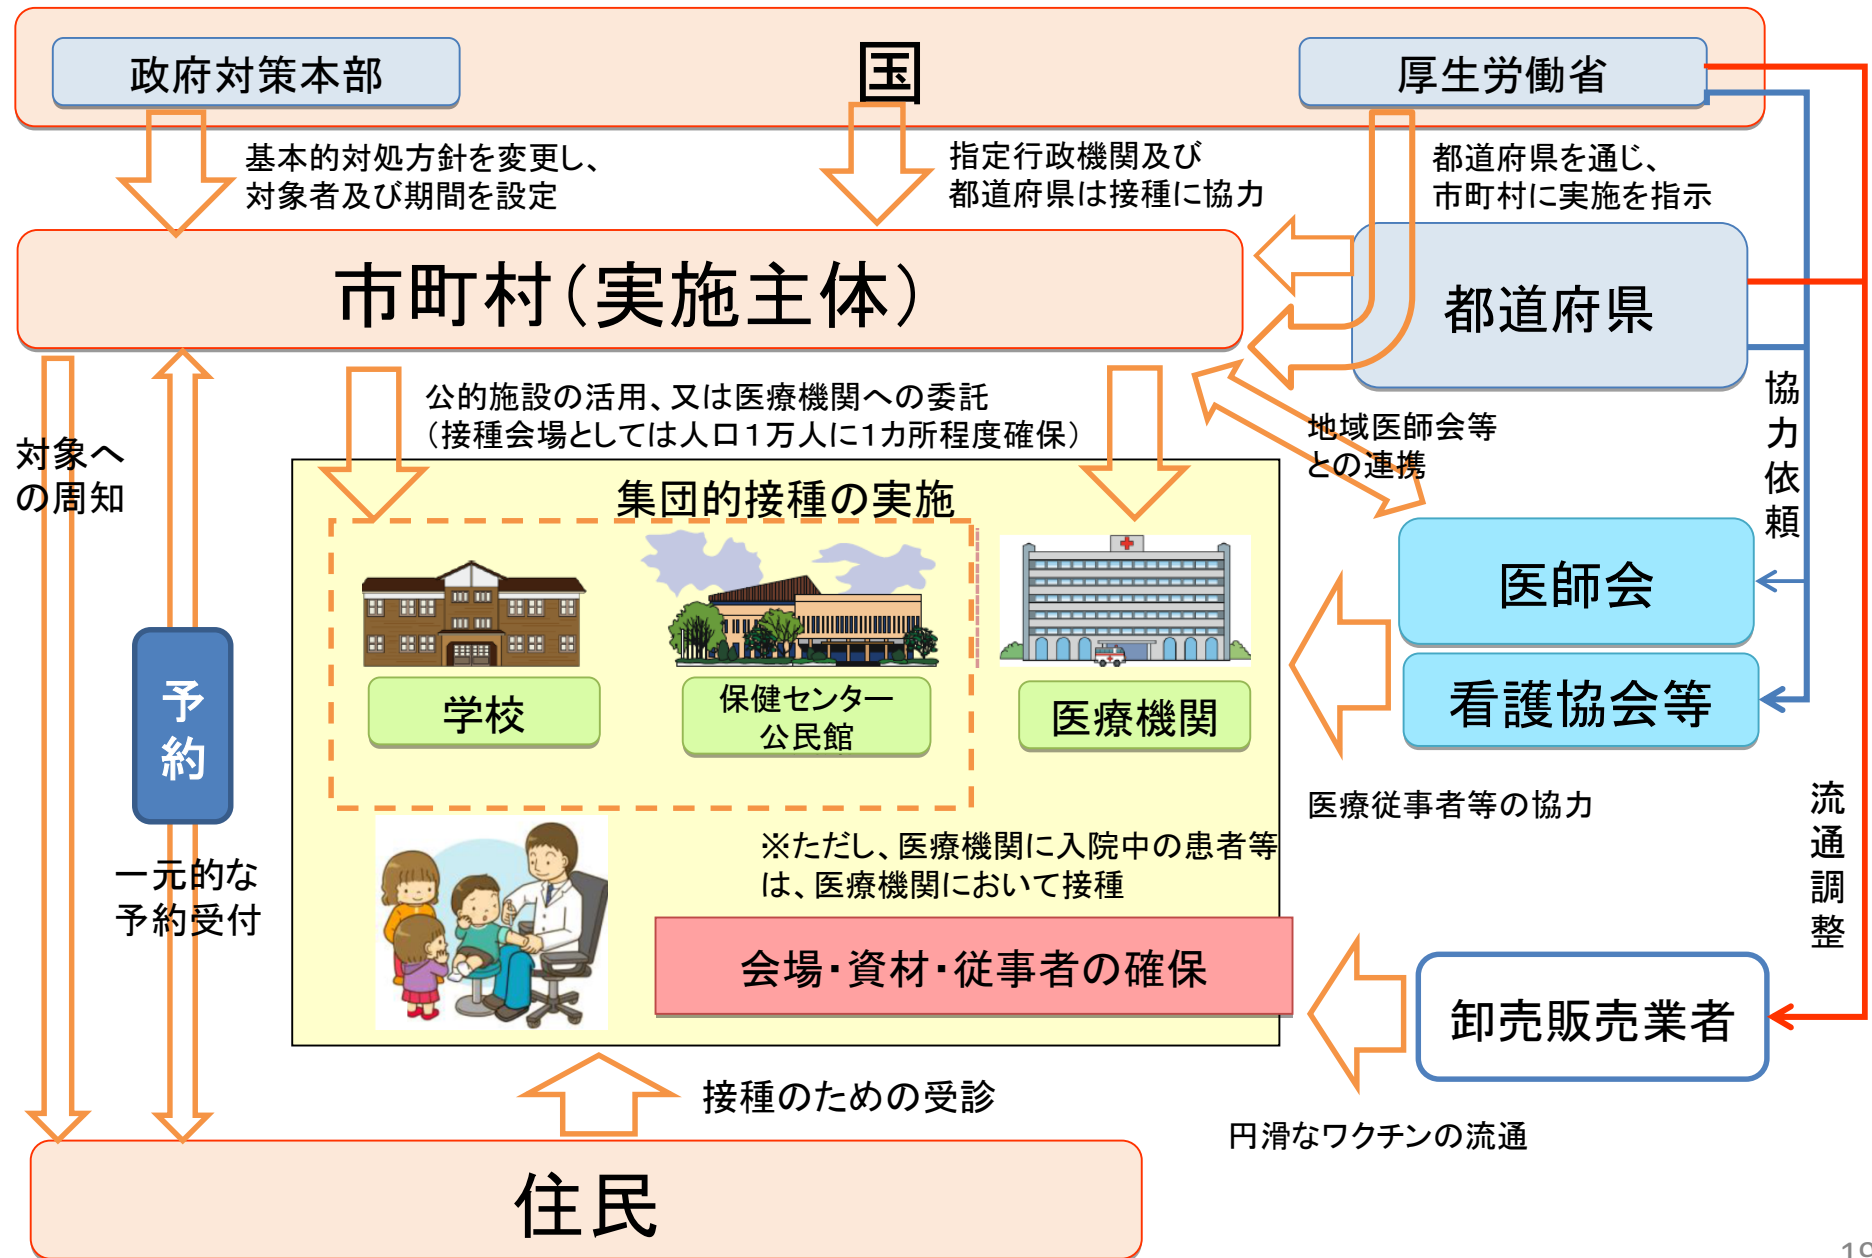 国
政府対策本部
厚生労働省
基本的対処方針を変更し、
対象者及び期間を設定
指定行政機関及び
都道府県は接種に協力
都道府県を通じ、
市町村に実施を指示
市町村（実施主体）
都道府県
公的施設の活用、又は医療機関への委託
（接種会場としては人口１万人に１カ所程度確保）
地域医師会等
との連携
協力依頼
対象へ
の周知
集団的接種の実施
医師会
看護協会等
学校
保健センター
公民館
医療機関
予約
医療従事者等の協力
流通調整
※ただし、医療機関に入院中の患者等
は、医療機関において接種
一元的な
予約受付
会場・資材・従事者の確保
卸売販売業者
接種のための受診
円滑なワクチンの流通
住民
19